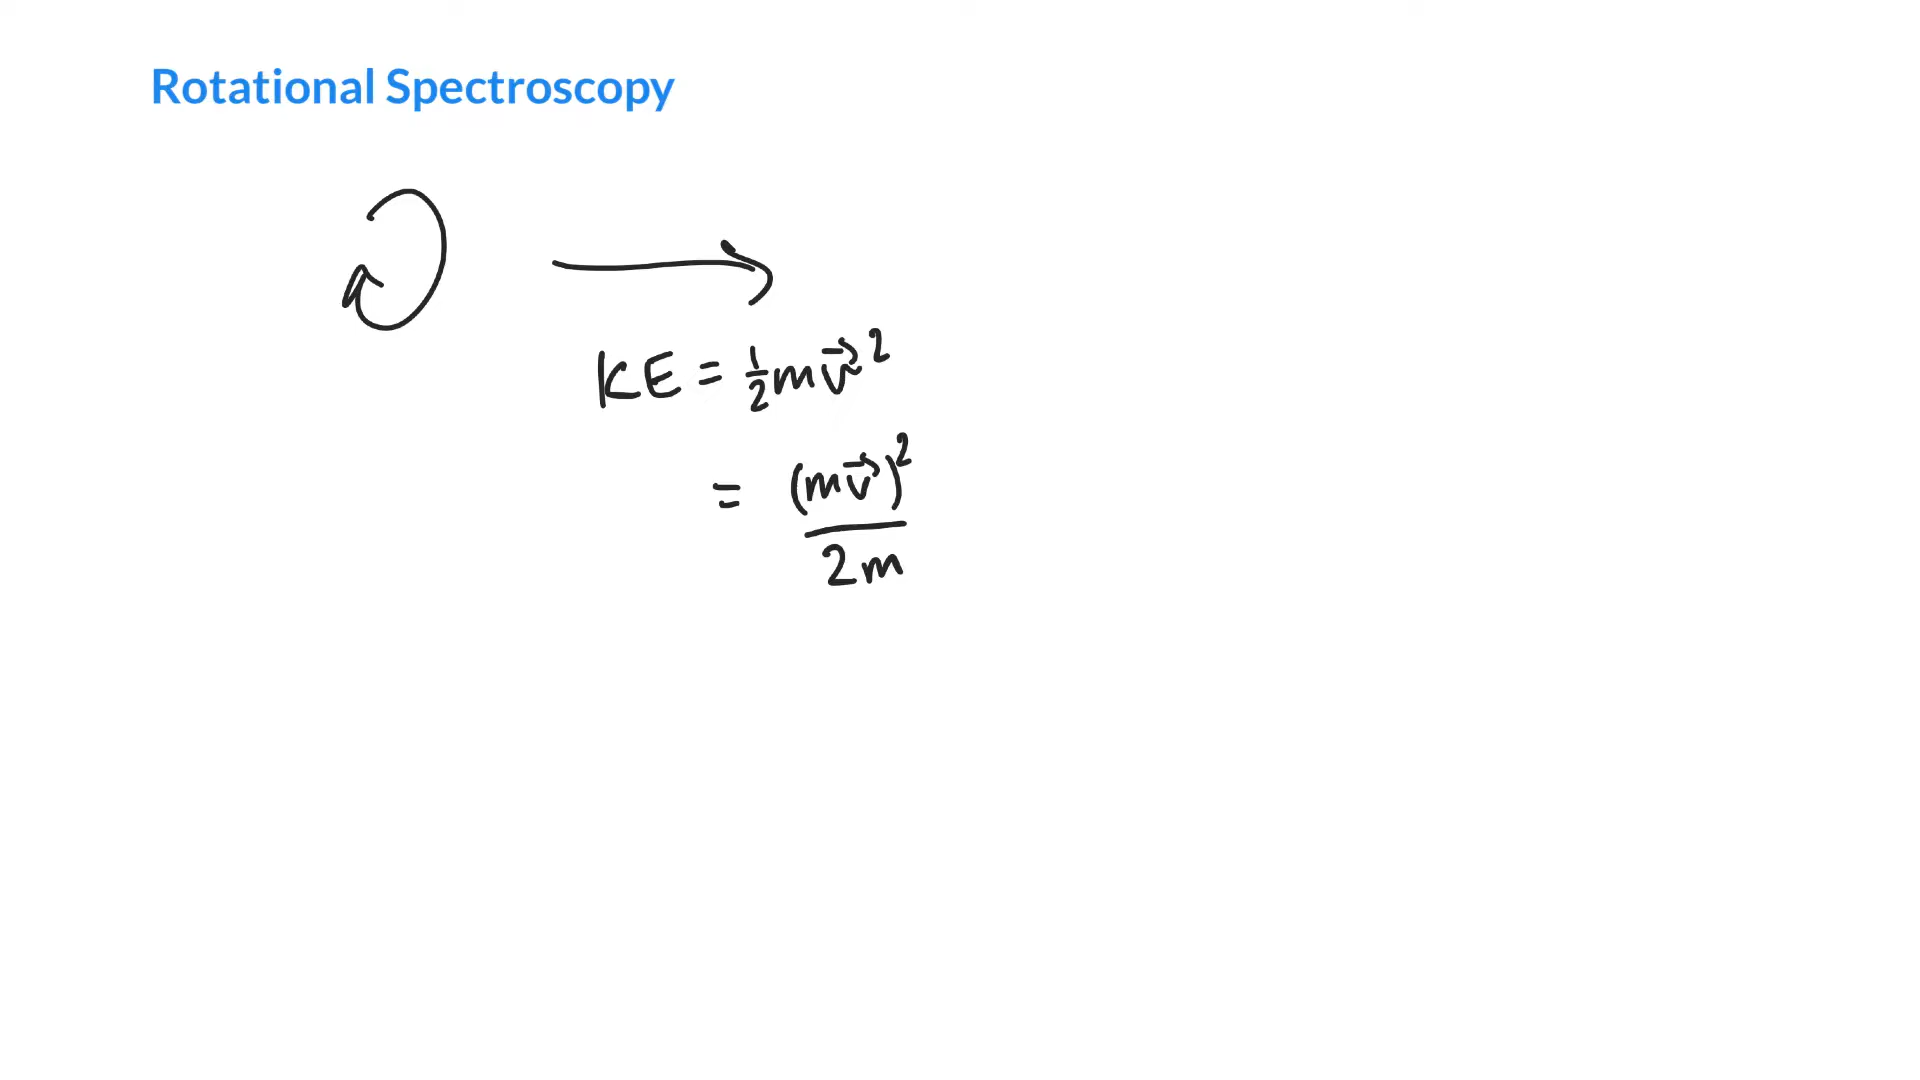 Rotational Spectroscopy
KE = ½mv⃗²
= (mv⃗)²/2m